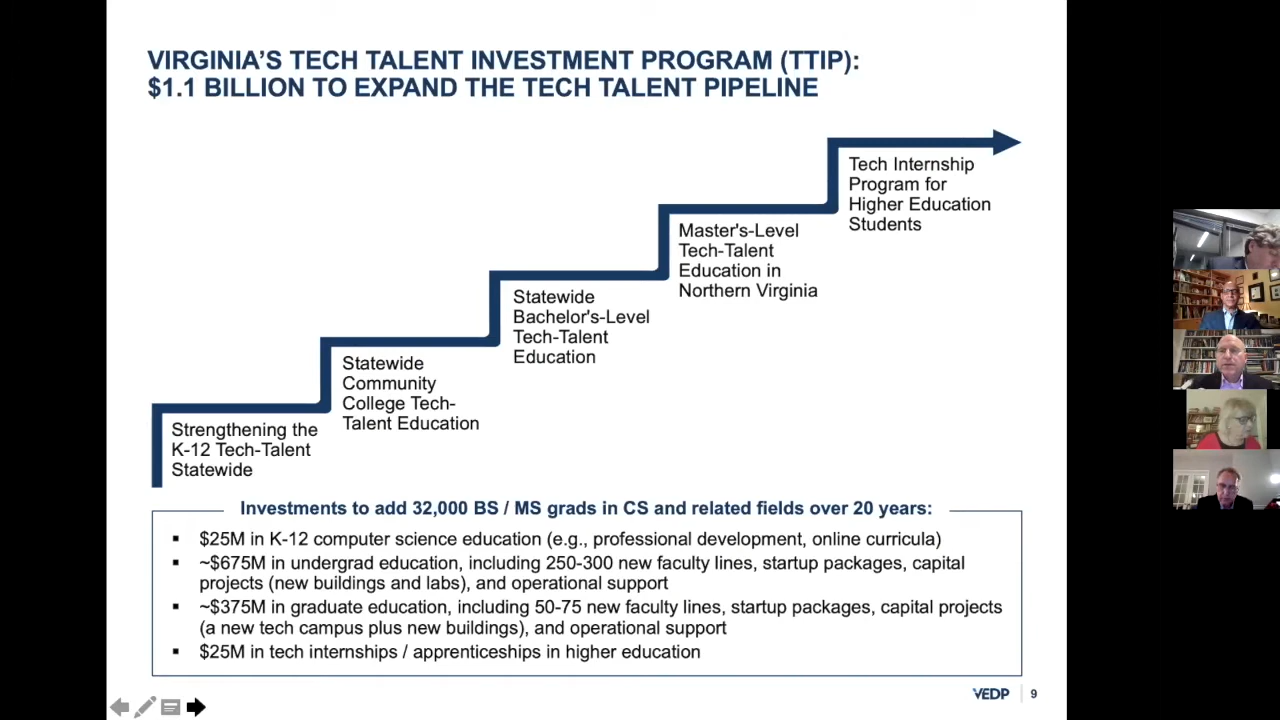 VIRGINIA'S TECH TALENT INVESTMENT PROGRAM (TTIP):
$1.1 BILLION TO EXPAND THE TECH TALENT PIPELINE
Tech Internship
Program for
Higher Education
Students
Master's-Level
Tech-Talent
Education in
Northern Virginia
Statewide
Bachelor's-Level
Tech-Talent
Education
Statewide
Community
College Tech-
Talent Education
Strengthening the
K-12 Tech-Talent
Statewide
Investments to add 32,000 BS / MS grads in CS and related fields over 20 years:
▪ $25M in K-12 computer science education (e.g., professional development, online curricula)
▪ ~$675M in undergrad education, including 250-300 new faculty lines, startup packages, capital
projects (new buildings and labs), and operational support
▪ ~$375M in graduate education, including 50-75 new faculty lines, startup packages, capital projects
(a new tech campus plus new buildings), and operational support
▪ $25M in tech internships / apprenticeships in higher education
VEDP 9